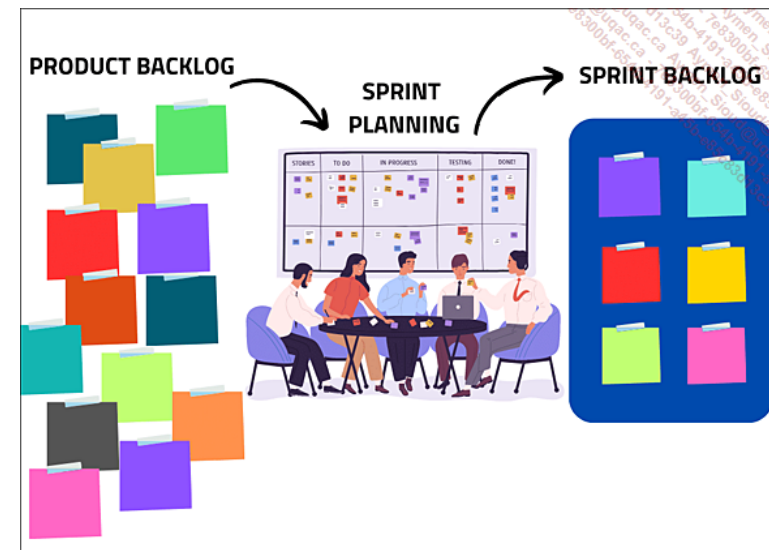 PRODUCT BACKLOG
SPRINT
PLANNING
SPRINT BACKLOG
STORIES
TO DO
IN PROGRESS
TESTING
DONE!